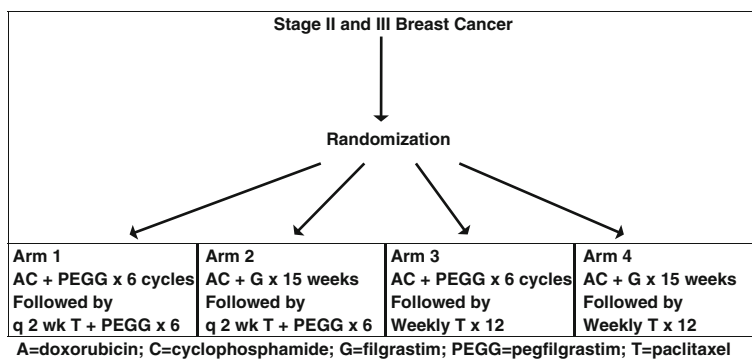 Stage II and III Breast Cancer
Randomization
Arm 1
AC + PEGG x 6 cycles
Followed by
q 2 wk T + PEGG x 6
Arm 2
AC + G x 15 weeks
Followed by
q 2 wk T + PEGG x 6
Arm 3
AC + PEGG x 6 cycles
Followed by
Weekly T x 12
Arm 4
AC + G x 15 weeks
Followed by
Weekly T x 12
A=doxorubicin; C=cyclophosphamide; G=filgrastim; PEGG=pegfilgrastim; T=paclitaxel